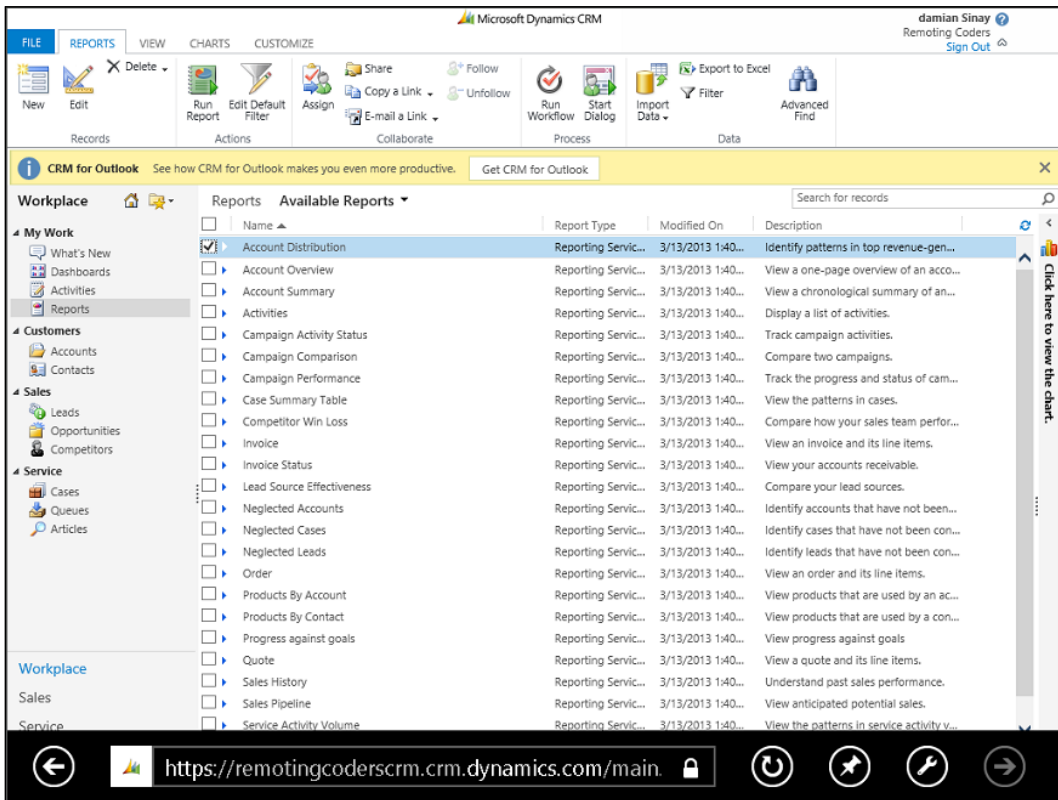 Microsoft Dynamics CRM
damian Sinay
Remoting Coders
Sign Out
FILE REPORTS VIEW CHARTS CUSTOMIZE
New
Edit
Delete
Records
Run Report
Edit Default Filter
Actions
Assign
Share
Copy a Link
E-mail a Link
Follow
Unfollow
Collaborate
Run Workflow
Start Dialog
Process
Import Data
Export to Excel
Filter
Advanced Find
Data
CRM for Outlook See how CRM for Outlook makes you even more productive. Get CRM for Outlook
Workplace
My Work
What's New
Dashboards
Activities
Reports
Customers
Accounts
Contacts
Sales
Leads
Opportunities
Competitors
Service
Cases
Queues
Articles
Workplace
Sales
Service
Reports Available Reports
Search for records
Name Report Type Modified On Description
Account Distribution Reporting Servic... 3/13/2013 1:40... Identify patterns in top revenue-gen...
Account Overview Reporting Servic... 3/13/2013 1:40... View a one-page overview of an acco...
Account Summary Reporting Servic... 3/13/2013 1:40... View a chronological summary of an...
Activities Reporting Servic... 3/13/2013 1:40... Display a list of activities.
Campaign Activity Status Reporting Servic... 3/13/2013 1:40... Track campaign activities.
Campaign Comparison Reporting Servic... 3/13/2013 1:40... Compare two campaigns.
Campaign Performance Reporting Servic... 3/13/2013 1:40... Track the progress and status of cam...
Case Summary Table Reporting Servic... 3/13/2013 1:40... View the patterns in cases.
Competitor Win Loss Reporting Servic... 3/13/2013 1:40... Compare how your sales team perfor...
Invoice Reporting Servic... 3/13/2013 1:40... View an invoice and its line items.
Invoice Status Reporting Servic... 3/13/2013 1:40... View your accounts receivable.
Lead Source Effectiveness Reporting Servic... 3/13/2013 1:40... Compare your lead sources.
Neglected Accounts Reporting Servic... 3/13/2013 1:40... Identify accounts that have not been...
Neglected Cases Reporting Servic... 3/13/2013 1:40... Identify cases that have not been con...
Neglected Leads Reporting Servic... 3/13/2013 1:40... Identify leads that have not been con...
Order Reporting Servic... 3/13/2013 1:40... View an order and its line items.
Products By Account Reporting Servic... 3/13/2013 1:40... View products that are used by an ac...
Products By Contact Reporting Servic... 3/13/2013 1:40... View products that are used by a con...
Progress against goals Reporting Servic... 3/13/2013 1:40... View progress against goals
Quote Reporting Servic... 3/13/2013 1:40... View a quote and its line items.
Sales History Reporting Servic... 3/13/2013 1:40... Understand past sales performance.
Sales Pipeline Reporting Servic... 3/13/2013 1:40... View anticipated potential sales.
Service Activity Volume Reporting Servic... 3/13/2013 1:40... View the patterns in service activity v...
Click here to view the chart.
https://remotingcoderscrm.crm.dynamics.com/main.